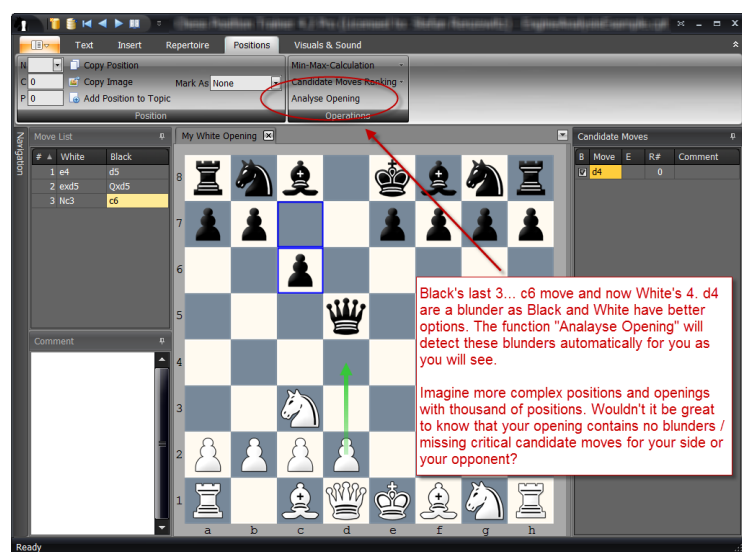 Text Insert Repertoire Positions Visuals & Sound
N Copy Position Min-Max-Calculation
C 0 Copy Image Mark As None Candidate Moves Ranking
P 0 Add Position to Topic Analyse Opening
Position Operations
Navigation
Move List My White Opening Candidate Moves
# White Black B Move E R# Comment
1 e4 d5 d4 0
2 exd5 Qxd5
3 Nc3 c6
8
7
6
5
4
3
2
1
a b c d e f g h
Black's last 3... c6 move and now White's 4. d4
are a blunder as Black and White have better
options. The function "Analayse Opening" will
detect these blunders automatically for you as
you will see.
Imagine more complex positions and openings
with thousand of positions. Wouldn't it be great
to know that your opening contains no blunders /
missing critical candidate moves for your side or
your opponent?
Comment
Ready